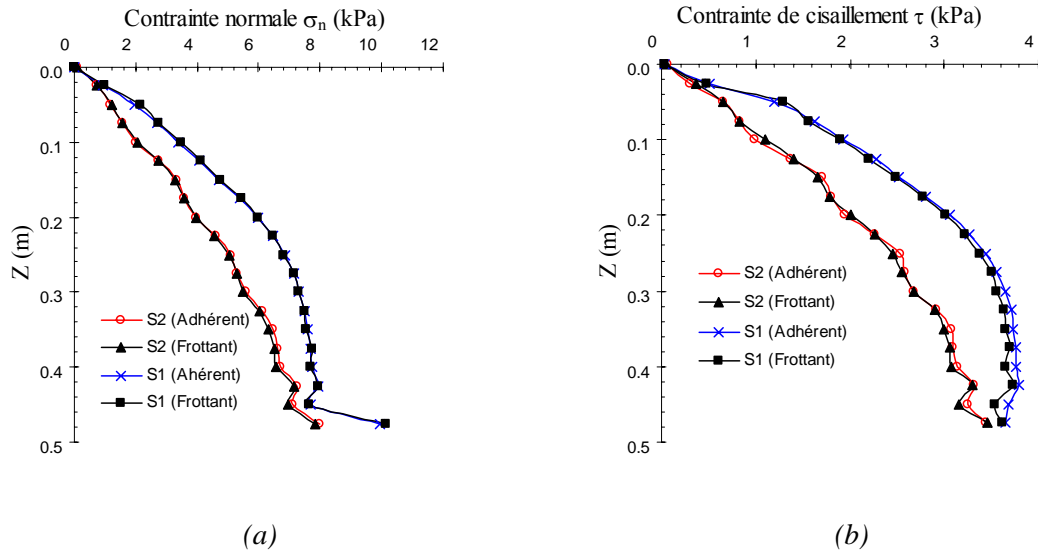 Contrainte normale σn (kPa)
0 2 4 6 8 10 12
0.0
0.1
0.2
0.3
0.4
0.5
Z (m)
S2 (Adhérent)
S2 (Frottant)
S1 (Ahérent)
S1 (Frottant)
(a)
Contrainte de cisaillement τ (kPa)
0 1 2 3 4
0.0
0.1
0.2
0.3
0.4
0.5
Z (m)
S2 (Adhérent)
S2 (Frottant)
S1 (Adhérent)
S1 (Frottant)
(b)